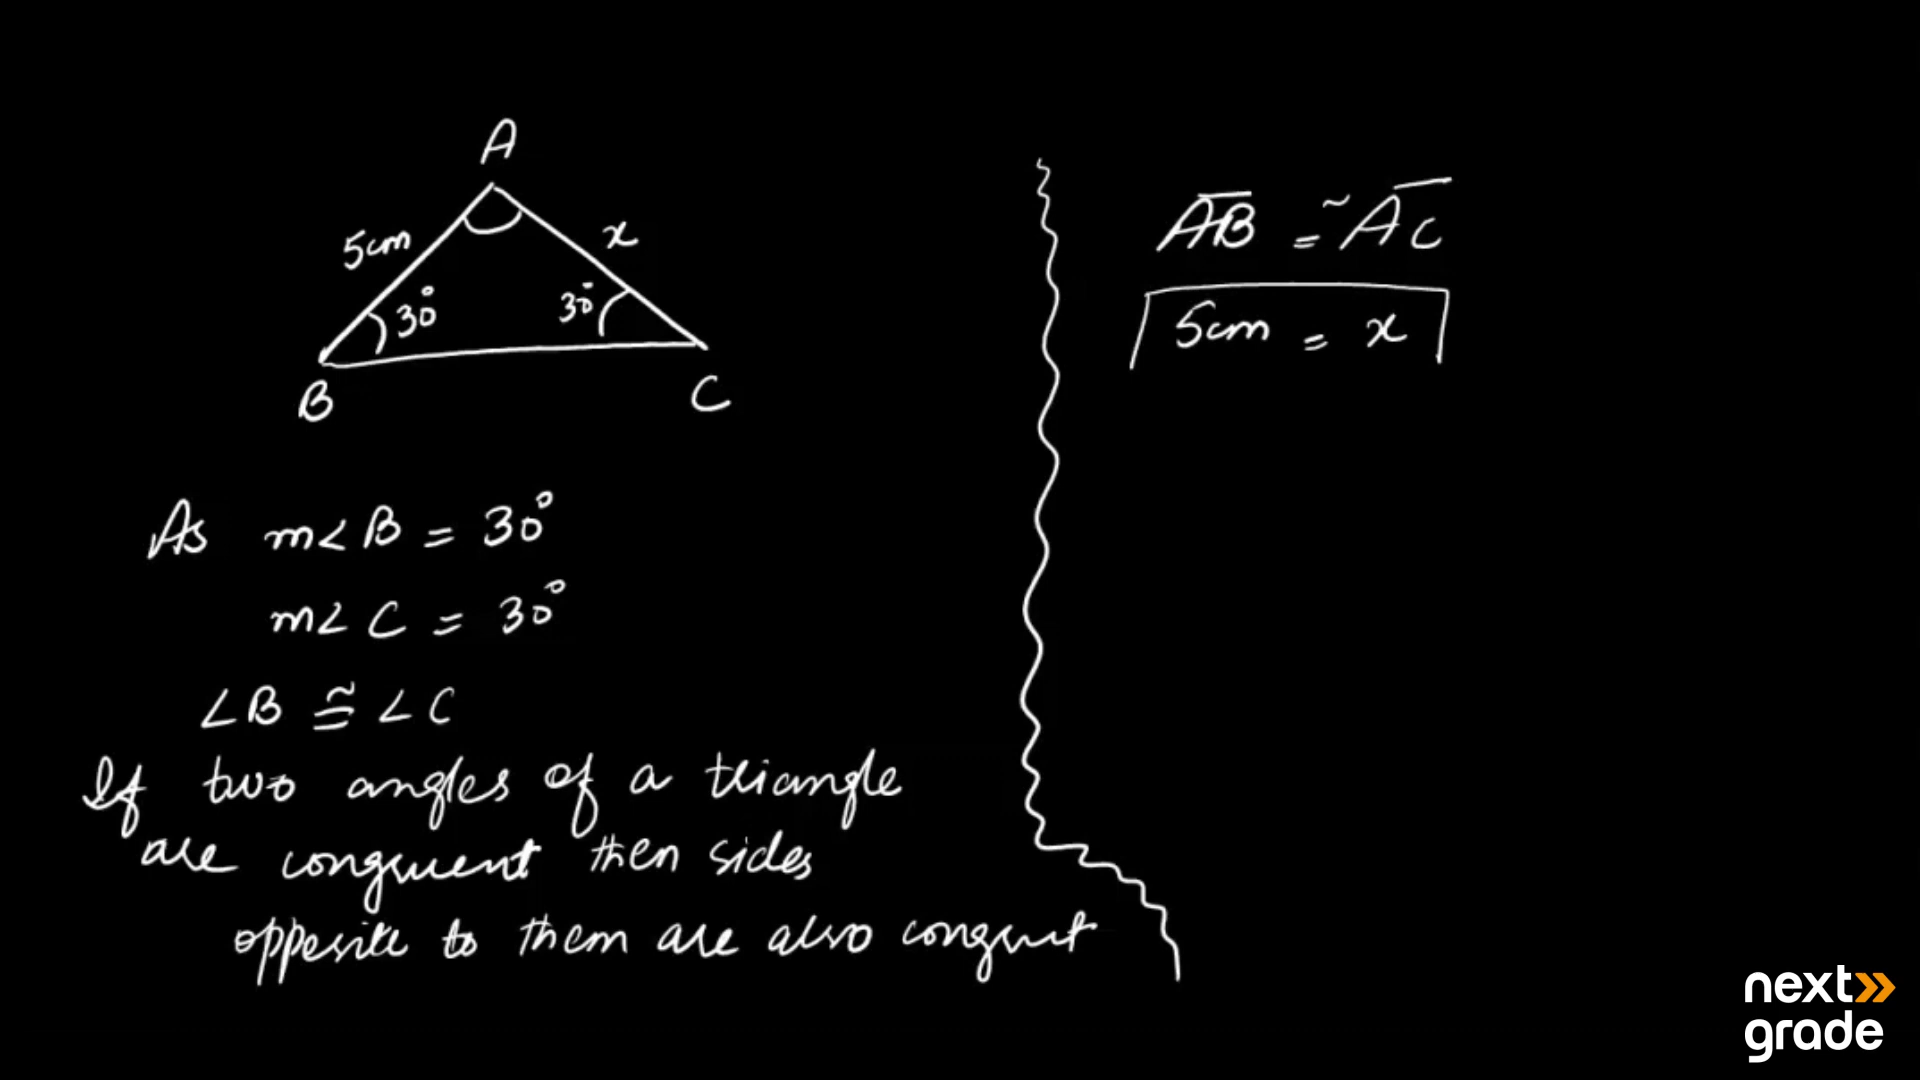 A
5cm
x
30°
30°
B
C
As m∠B = 30°
m∠C = 30°
∠B ≅ ∠C
If two angles of a triangle
are congruent then sides
opposite to them are also congrut
AB ≅ AC
5cm = x
next
grade